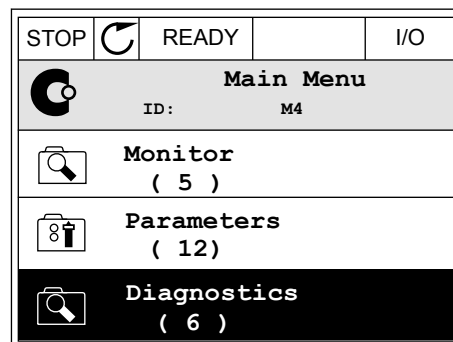 STOP READY I/O
Main Menu
ID: M4
Monitor
( 5 )
Parameters
( 12)
Diagnostics
( 6 )